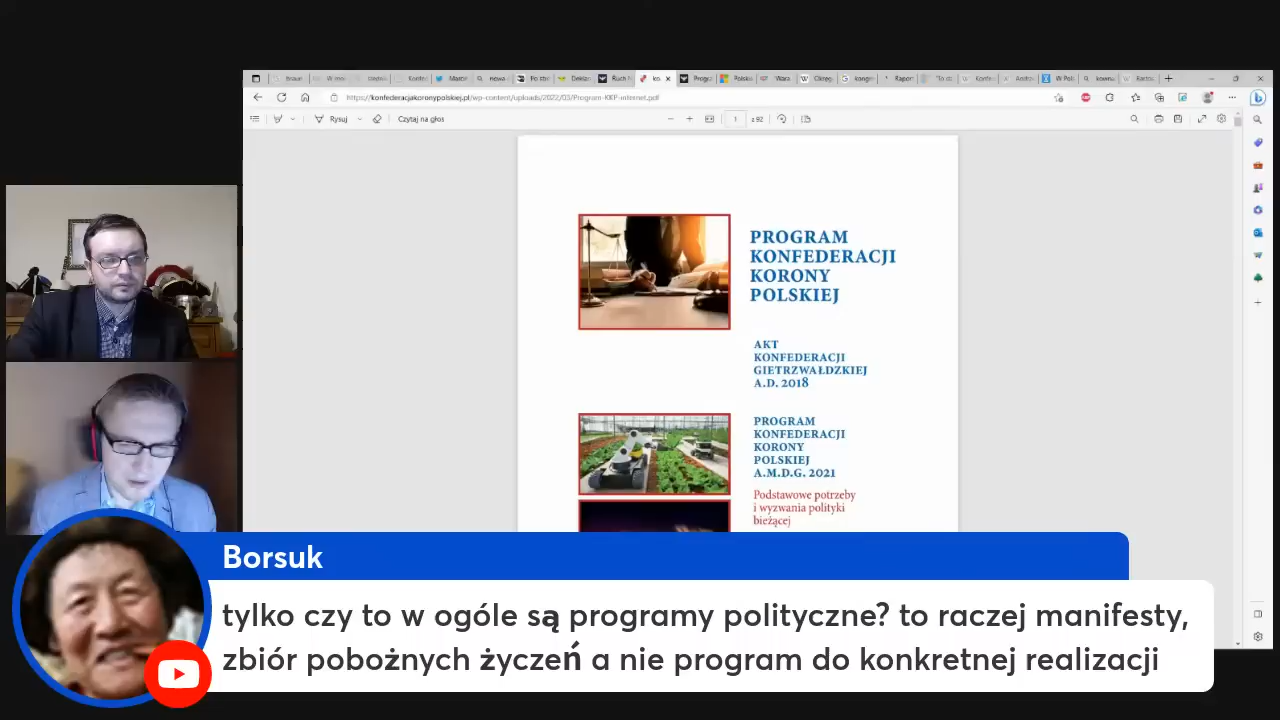 https://konfederacjakoronypolskiej.pl/wp-content/uploads/2022/03/Program-KKP-internet.pdf
Rysuj
Czytaj na głos
1
z 92
PROGRAM
KONFEDERACJI
KORONY
POLSKIEJ
AKT
KONFEDERACJI
GIETRZWAŁDZKIEJ
A.D. 2018
PROGRAM
KONFEDERACJI
KORONY
POLSKIEJ
A.M.D.G. 2021
Podstawowe potrzeby
i wyzwania polityki
bieżącej
Borsuk
tylko czy to w ogóle są programy polityczne? to raczej manifesty,
zbiór pobożnych życzeń a nie program do konkretnej realizacji